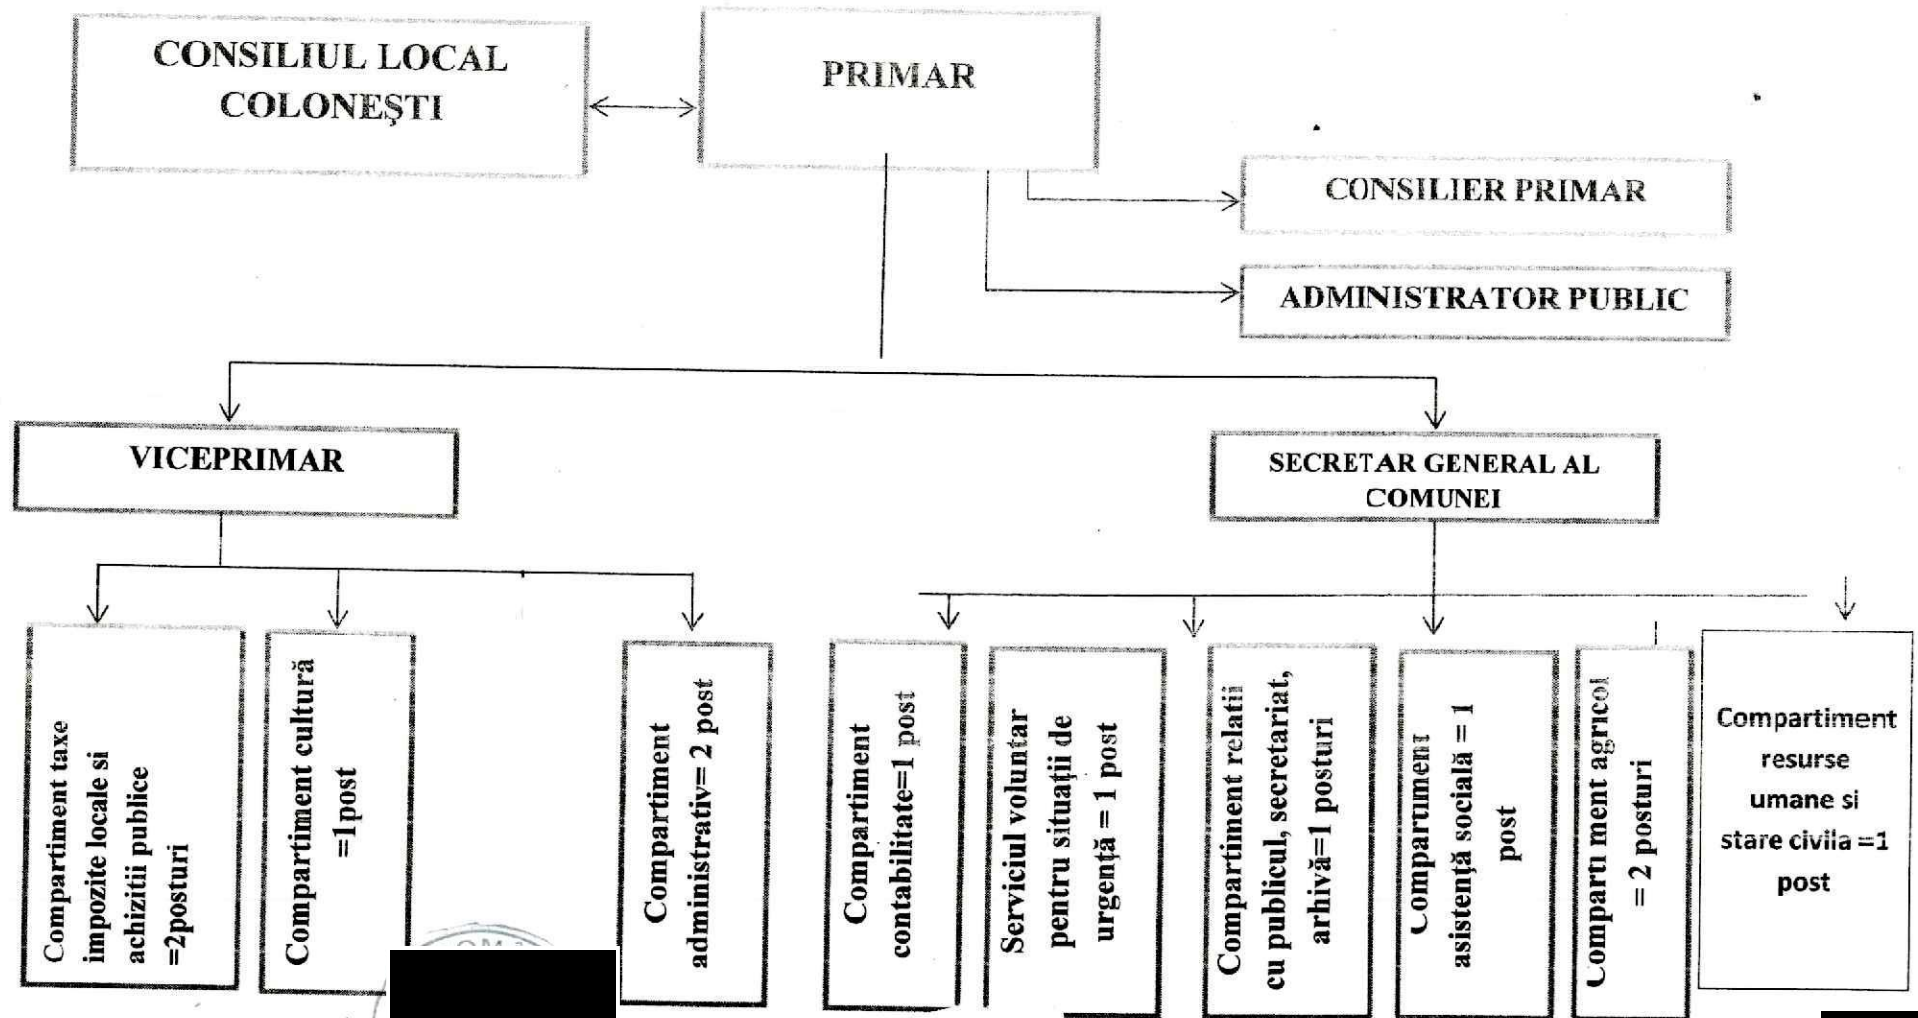 CONSILIUL LOCAL
COLONEŞTI
PRIMAR
CONSILIER PRIMAR
ADMINISTRATOR PUBLIC
VICEPRIMAR
SECRETAR GENERAL AL
COMUNEI
Compartiment taxe
impozite locale si
achizitii publice
=2posturi
Compartiment cultură
=1post
Compartiment
administrativ= 2 post
Compartiment
contabilitate=1 post
Serviciul voluntar
pentru situaţii de
urgenţă = 1 post
Compartiment relatii
cu publicul, secretariat,
arhivă=1 posturi
Compartiment
asistenţă socială = 1
post
Comparti ment agricol
= 2 posturi
Compartiment
resurse
umane si
stare civila =1
post